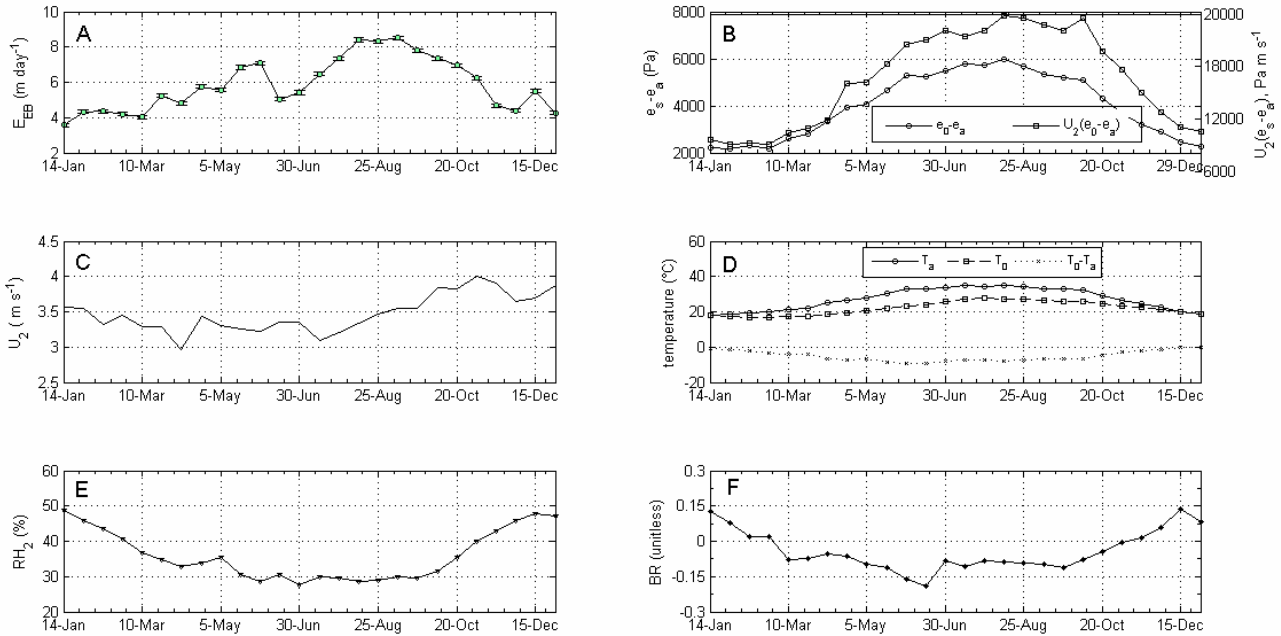 A
E_EB (m day⁻¹)
10
8
6
4
2
14-Jan 10-Mar 5-May 30-Jun 25-Aug 20-Oct 15-Dec
B
e_s-e_a (Pa)
8000
6000
4000
2000
20000
18000
12000
6000
U_2(e_s-e_a), Pa m s⁻¹
e_0-e_a U_2(e_0-e_a)
14-Jan 10-Mar 5-May 30-Jun 25-Aug 20-Oct 29-Dec
C
U_2 ( m s⁻¹)
4.5
4
3.5
3
2.5
14-Jan 10-Mar 5-May 30-Jun 25-Aug 20-Oct 15-Dec
D
temperature (°C)
60
40
20
0
-20
T_a T_0 T_0-T_a
14-Jan 10-Mar 5-May 30-Jun 25-Aug 20-Oct 15-Dec
E
RH_2 (%)
60
50
40
30
20
14-Jan 10-Mar 5-May 30-Jun 25-Aug 20-Oct 15-Dec
F
BR (unitless)
0.3
0.15
0
-0.15
-0.3
14-Jan 10-Mar 5-May 30-Jun 25-Aug 20-Oct 15-Dec